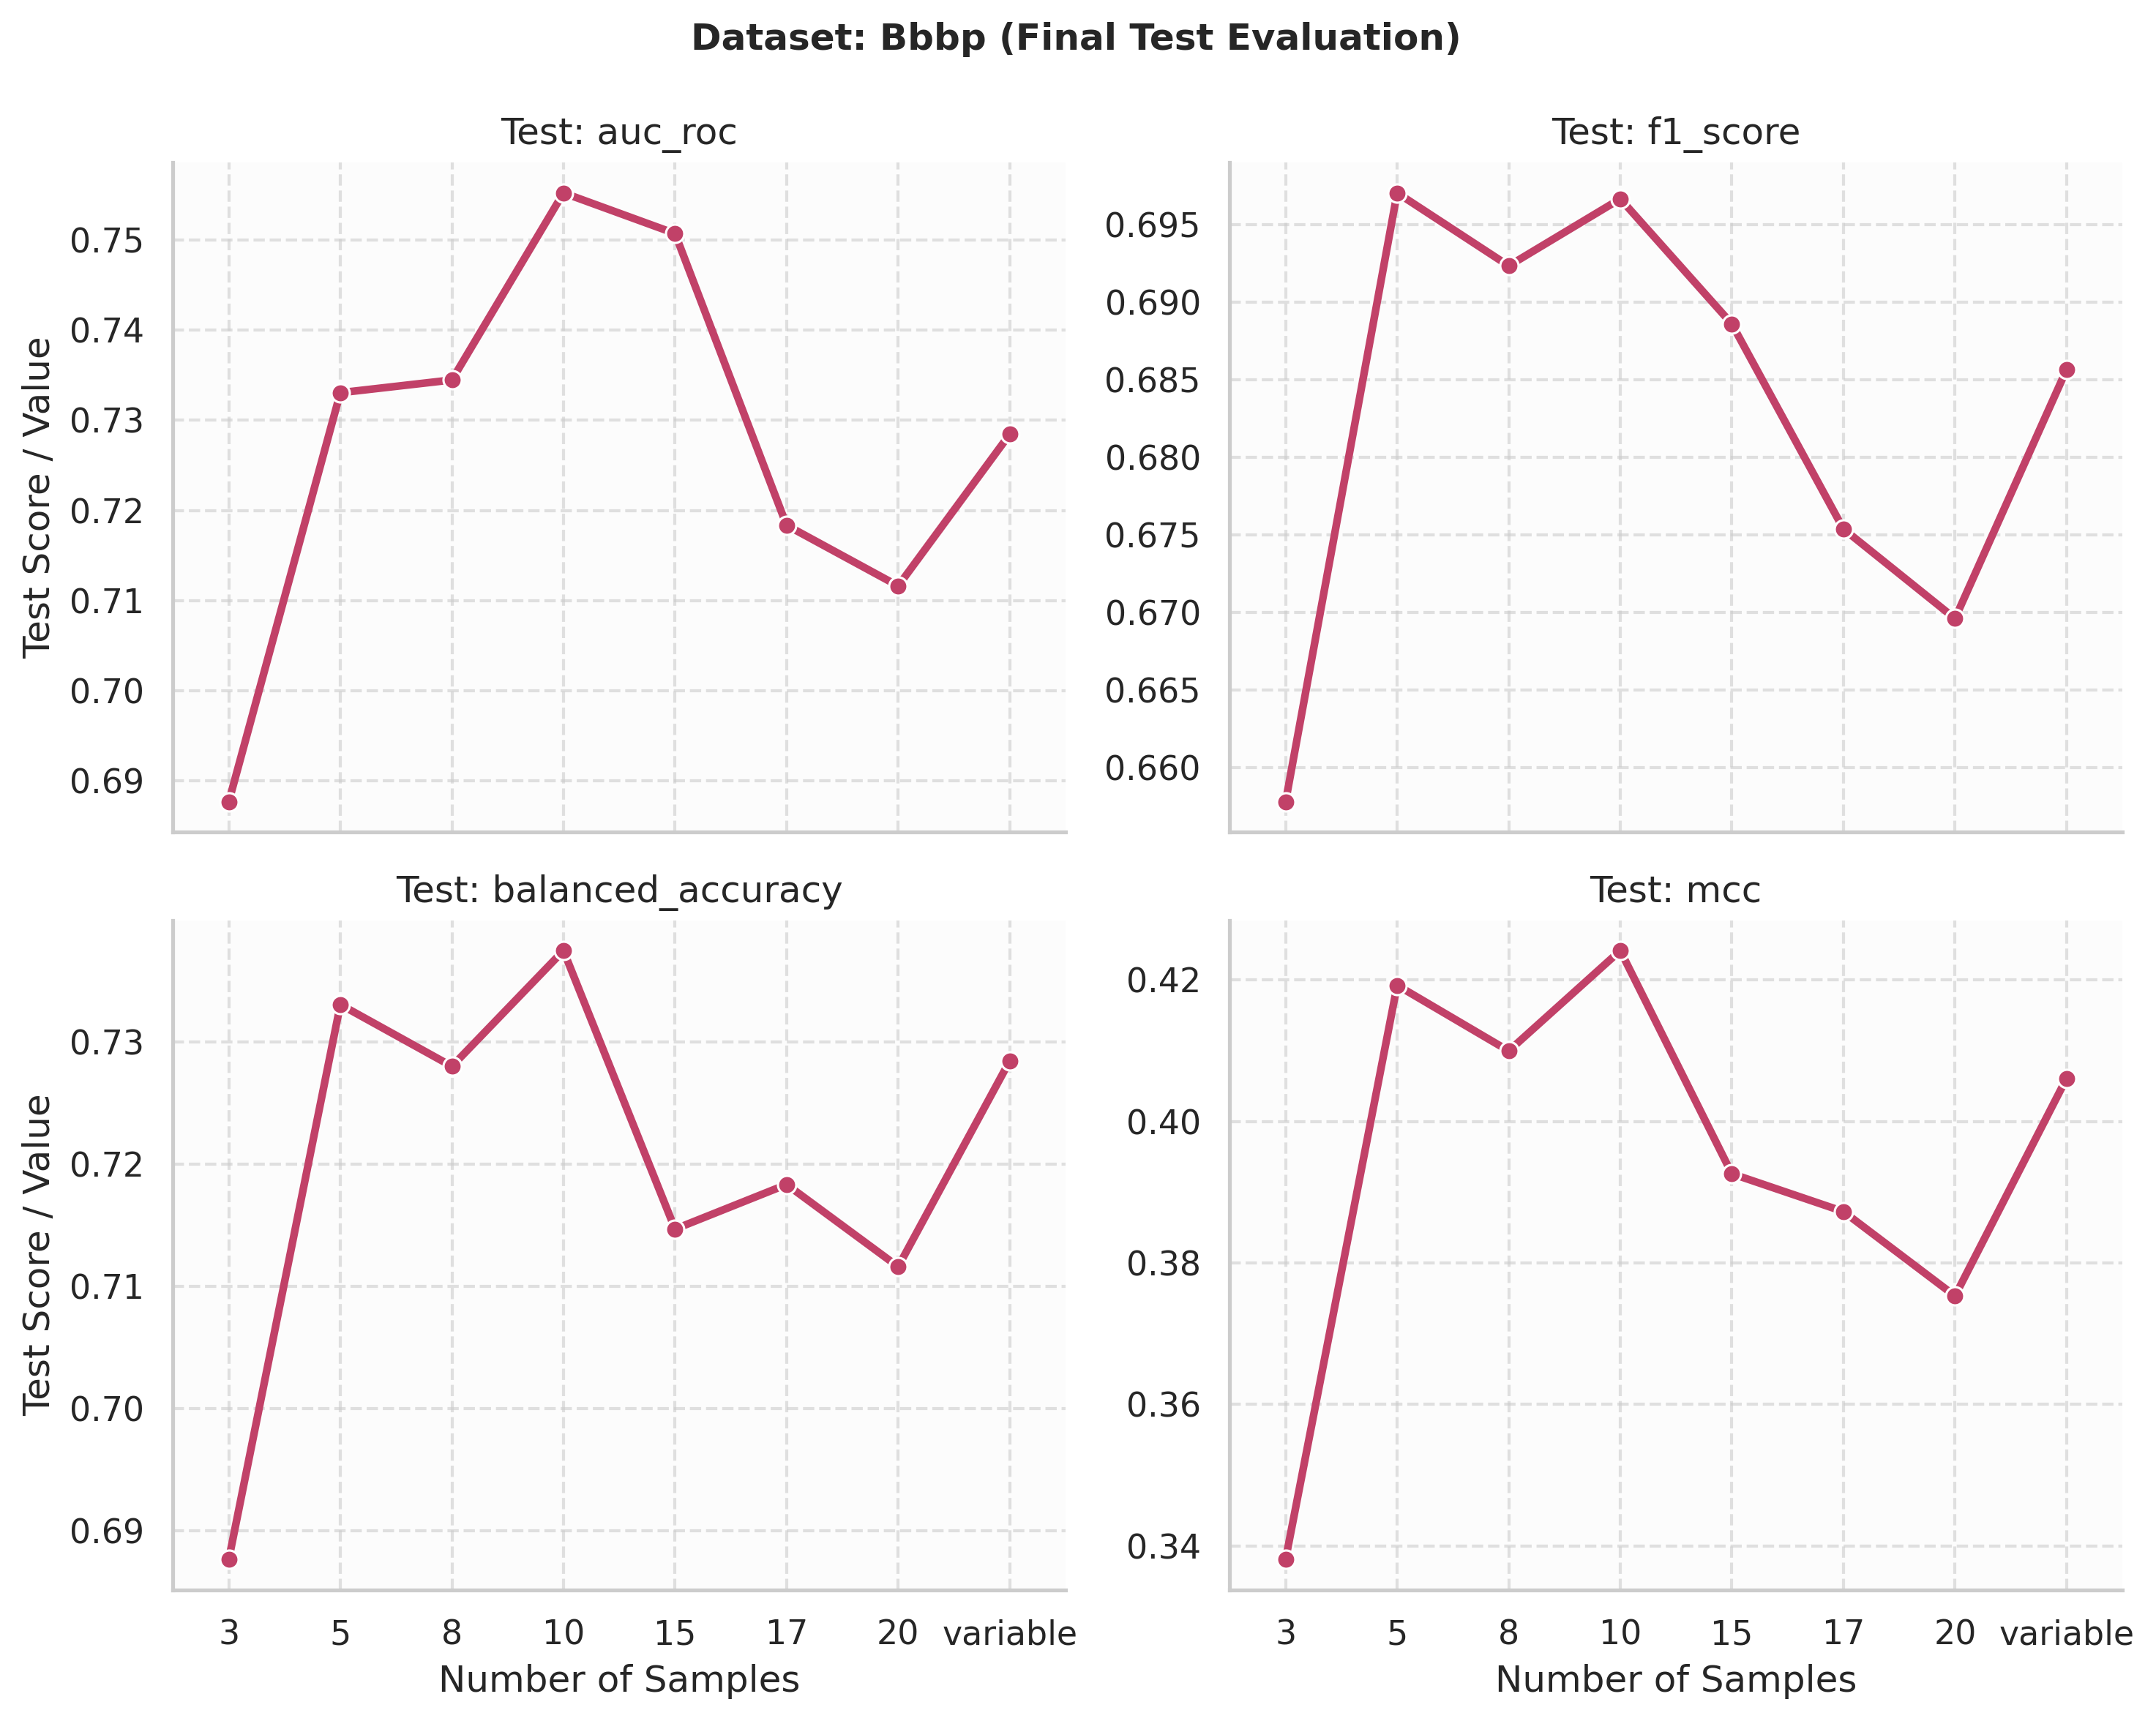 Dataset: Bbbp (Final Test Evaluation)
Test: auc_roc
Test Score / Value
0.75
0.74
0.73
0.72
0.71
0.70
0.69
Test: f1_score
0.695
0.690
0.685
0.680
0.675
0.670
0.665
0.660
Test: balanced_accuracy
Test Score / Value
0.73
0.72
0.71
0.70
0.69
3 5 8 10 15 17 20 variable
Number of Samples
Test: mcc
0.42
0.40
0.38
0.36
0.34
3 5 8 10 15 17 20 variable
Number of Samples